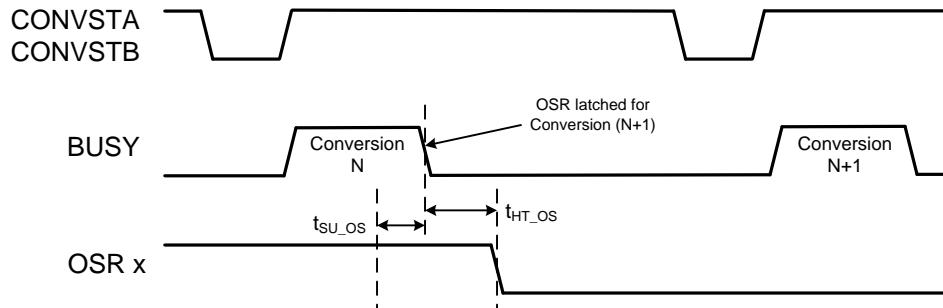 CONVSTA
CONVSTB
OSR latched for
Conversion (N+1)
BUSY
Conversion
N
Conversion
N+1
tSU_OS
tHT_OS
OSR x